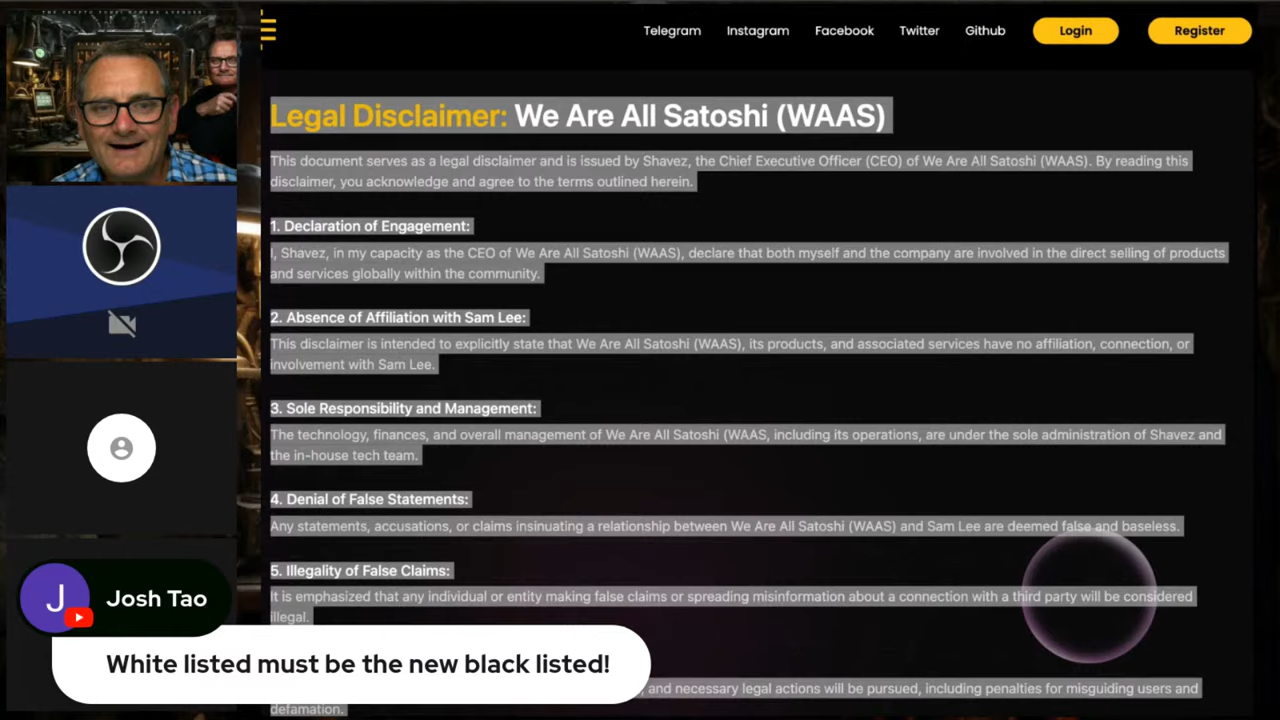 THE CRYPTO PONZI SCHEME AVENGER
Telegram Instagram Facebook Twitter Github Login Register
Legal Disclaimer: We Are All Satoshi (WAAS)
This document serves as a legal disclaimer and is issued by Shavez, the Chief Executive Officer (CEO) of We Are All Satoshi (WAAS). By reading this
disclaimer, you acknowledge and agree to the terms outlined herein.
1. Declaration of Engagement:
I, Shavez, in my capacity as the CEO of We Are All Satoshi (WAAS), declare that both myself and the company are involved in the direct selling of products
and services globally within the community.
2. Absence of Affiliation with Sam Lee:
This disclaimer is intended to explicitly state that We Are All Satoshi (WAAS), its products, and associated services have no affiliation, connection, or
involvement with Sam Lee.
3. Sole Responsibility and Management:
The technology, finances, and overall management of We Are All Satoshi (WAAS, including its operations, are under the sole administration of Shavez and
the in-house tech team.
4. Denial of False Statements:
Any statements, accusations, or claims insinuating a relationship between We Are All Satoshi (WAAS) and Sam Lee are deemed false and baseless.
5. Illegality of False Claims:
It is emphasized that any individual or entity making false claims or spreading misinformation about a connection with a third party will be considered
illegal.
J Josh Tao
White listed must be the new black listed!
, and necessary legal actions will be pursued, including penalties for misguiding users and
defamation.